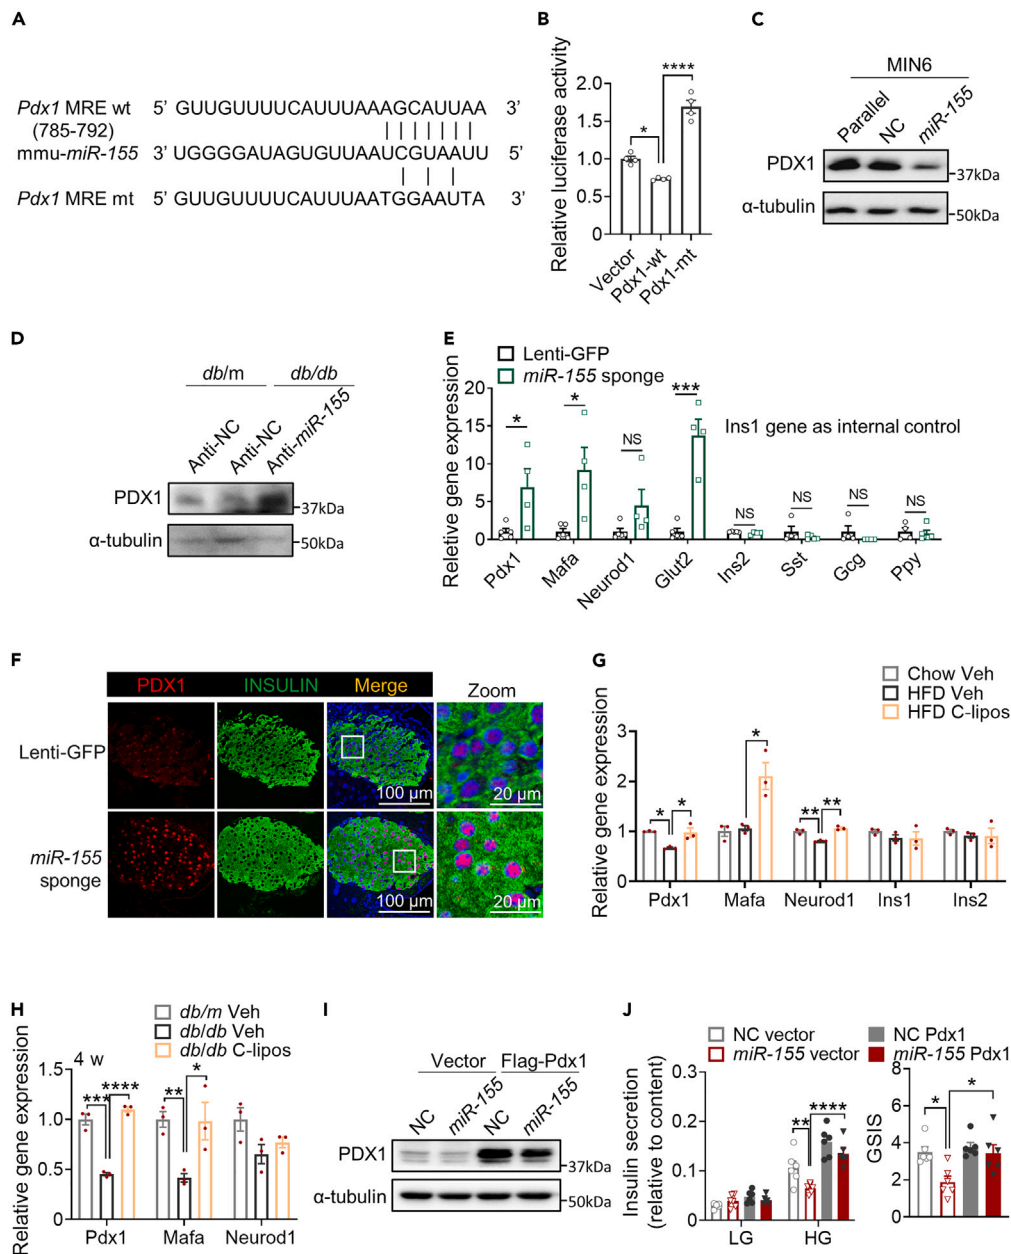 A
Pdx1 MRE wt 5' GUUGUUUUCAUUUAAAGCAUUAA 3'
(785-792)
mmu-miR-155 3' UGGGGAUAGUGUUAAUCGUAAUU 5'
Pdx1 MRE mt 5' GUUGUUUUCAUUUAATGGAAUTA 3'
B
Relative luciferase activity
2.0
1.5
1.0
0.5
0
*
****
Vector
Pdx1-wt
Pdx1-mt
C
MIN6
Parallel
NC
miR-155
PDX1
37kDa
α-tubulin
50kDa
D
db/m
db/db
Anti-NC
Anti-NC
Anti-miR-155
PDX1
37kDa
α-tubulin
50kDa
E
Lenti-GFP
miR-155 sponge
Reletive gene expression
20
15
10
5
0
*
*
NS
***
Ins1 gene as internal control
NS
NS
NS
NS
Pdx1
Mafa
Neurod1
Glut2
Ins2
Sst
Gcg
Ppy
F
PDX1
INSULIN
Merge
Zoom
Lenti-GFP
100 µm
20 µm
miR-155
sponge
100 µm
20 µm
G
Chow Veh
HFD Veh
HFD C-lipos
Relative gene expression
3
2
1
0
*
*
*
**
**
Pdx1
Mafa
Neurod1
Ins1
Ins2
H
db/m Veh
db/db Veh
db/db C-lipos
4 w
Relative gene expression
1.5
1.0
0.5
0
***
****
**
*
Pdx1
Mafa
Neurod1
I
Vector
Flag-Pdx1
NC
miR-155
NC
miR-155
PDX1
37kDa
α-tubulin
50kDa
J
NC vector
miR-155 vector
NC Pdx1
miR-155 Pdx1
Insulin secretion
(relative to content)
0.3
0.2
0.1
0
**
****
LG
HG
GSIS
8
6
4
2
0
*
*